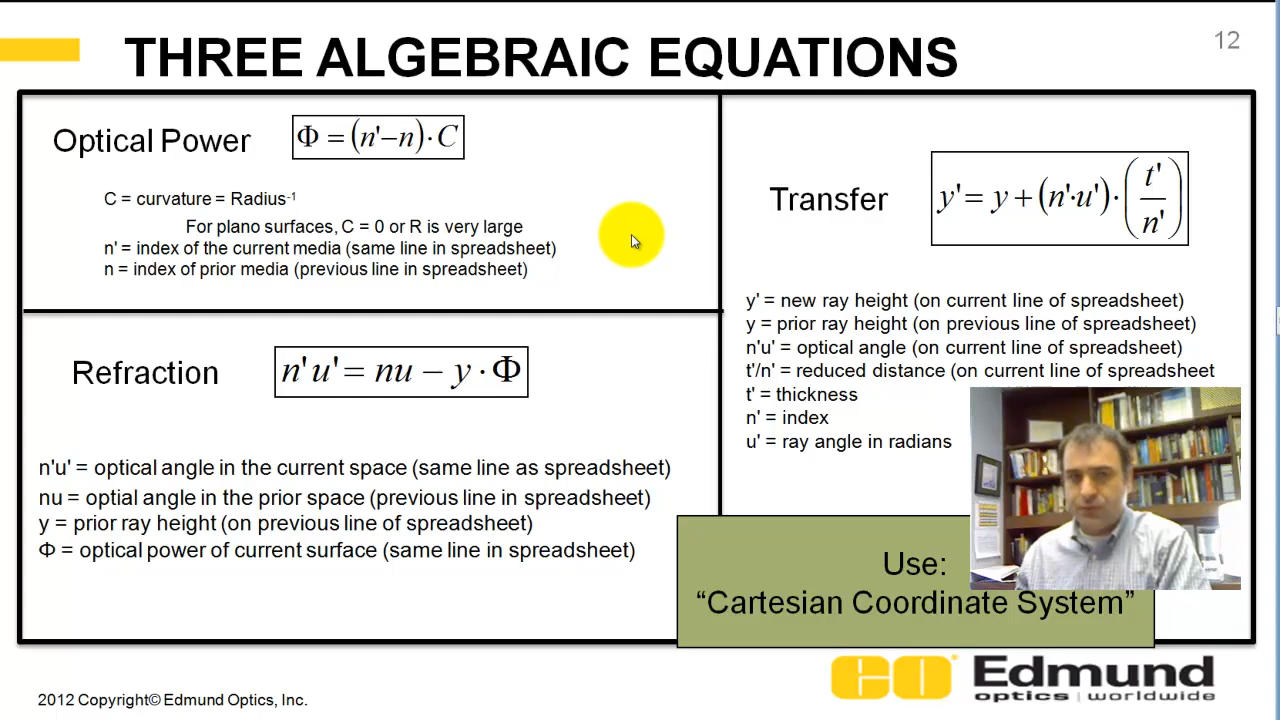 THREE ALGEBRAIC EQUATIONS
12
Optical Power
Φ = (n'−n)·C
C = curvature = Radius⁻¹
For plano surfaces, C = 0 or R is very large
n' = index of the current media (same line in spreadsheet)
n = index of prior media (previous line in spreadsheet)
Refraction
n'u' = nu − y·Φ
n'u' = optical angle in the current space (same line as spreadsheet)
nu = optial angle in the prior space (previous line in spreadsheet)
y = prior ray height (on previous line of spreadsheet)
Φ = optical power of current surface (same line in spreadsheet)
Transfer
y' = y + (n'·u')·(t'/n')
y' = new ray height (on current line of spreadsheet)
y = prior ray height (on previous line of spreadsheet)
n'u' = optical angle (on current line of spreadsheet)
t'/n' = reduced distance (on current line of spreadsheet
t' = thickness
n' = index
u' = ray angle in radians
Use:
“Cartesian Coordinate System”
2012 Copyright© Edmund Optics, Inc.
EO Edmund
optics | worldwide